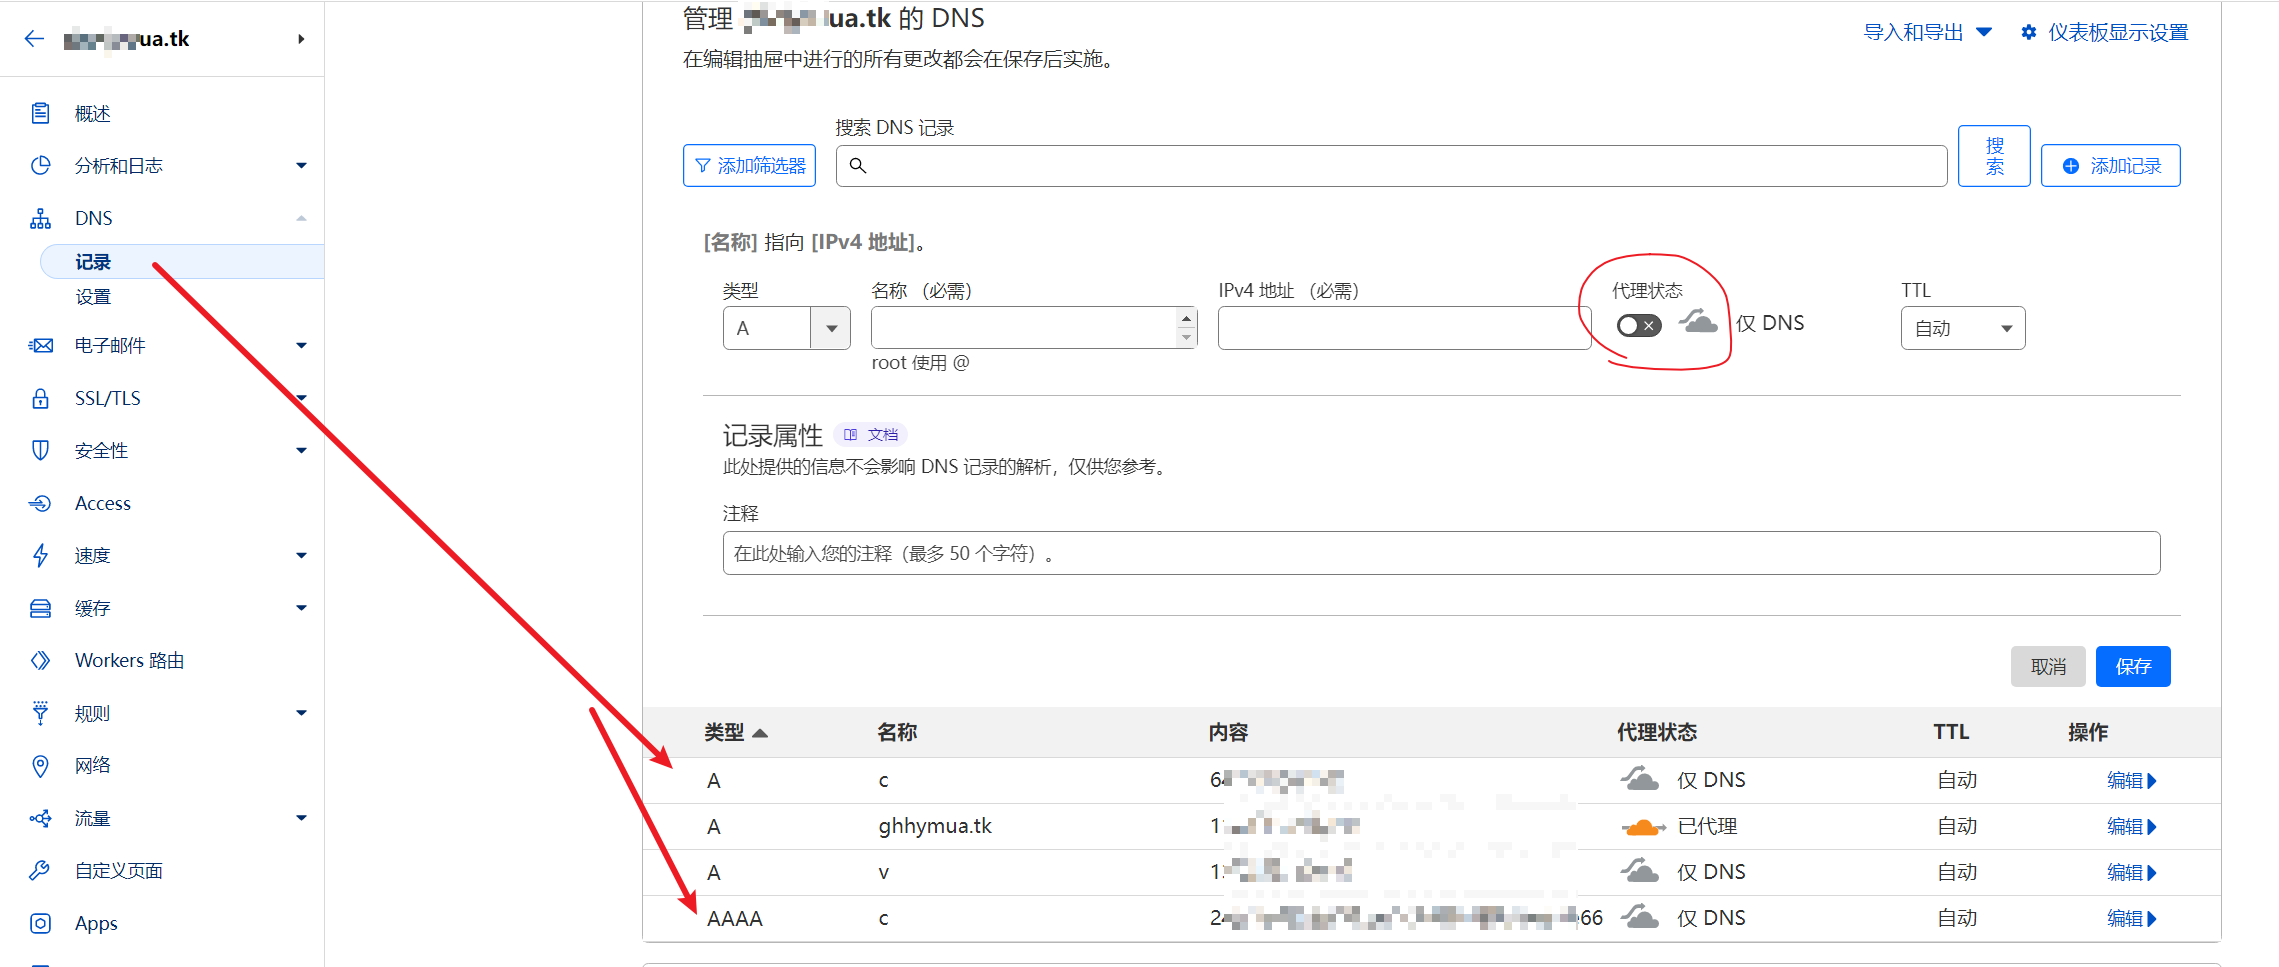 ua.tk
概述
分析和日志
DNS
记录
设置
电子邮件
SSL/TLS
安全性
Access
速度
缓存
Workers 路由
规则
网络
流量
自定义页面
Apps
管理 ua.tk 的 DNS
在编辑抽屉中进行的所有更改都会在保存后实施。
导入和导出
仪表板显示设置
搜索 DNS 记录
添加筛选器
搜索
添加记录
[名称] 指向 [IPv4 地址]。
类型 名称 （必需） IPv4 地址 （必需） 代理状态 TTL
A 仅 DNS 自动
root 使用 @
记录属性 文档
此处提供的信息不会影响 DNS 记录的解析，仅供您参考。
注释
在此处输入您的注释（最多 50 个字符）。
取消 保存
类型 名称 内容 代理状态 TTL 操作
A c 64 仅 DNS 自动 编辑
A ghhymua.tk 1 已代理 自动 编辑
A v 1 仅 DNS 自动 编辑
AAAA c 24 e66 仅 DNS 自动 编辑